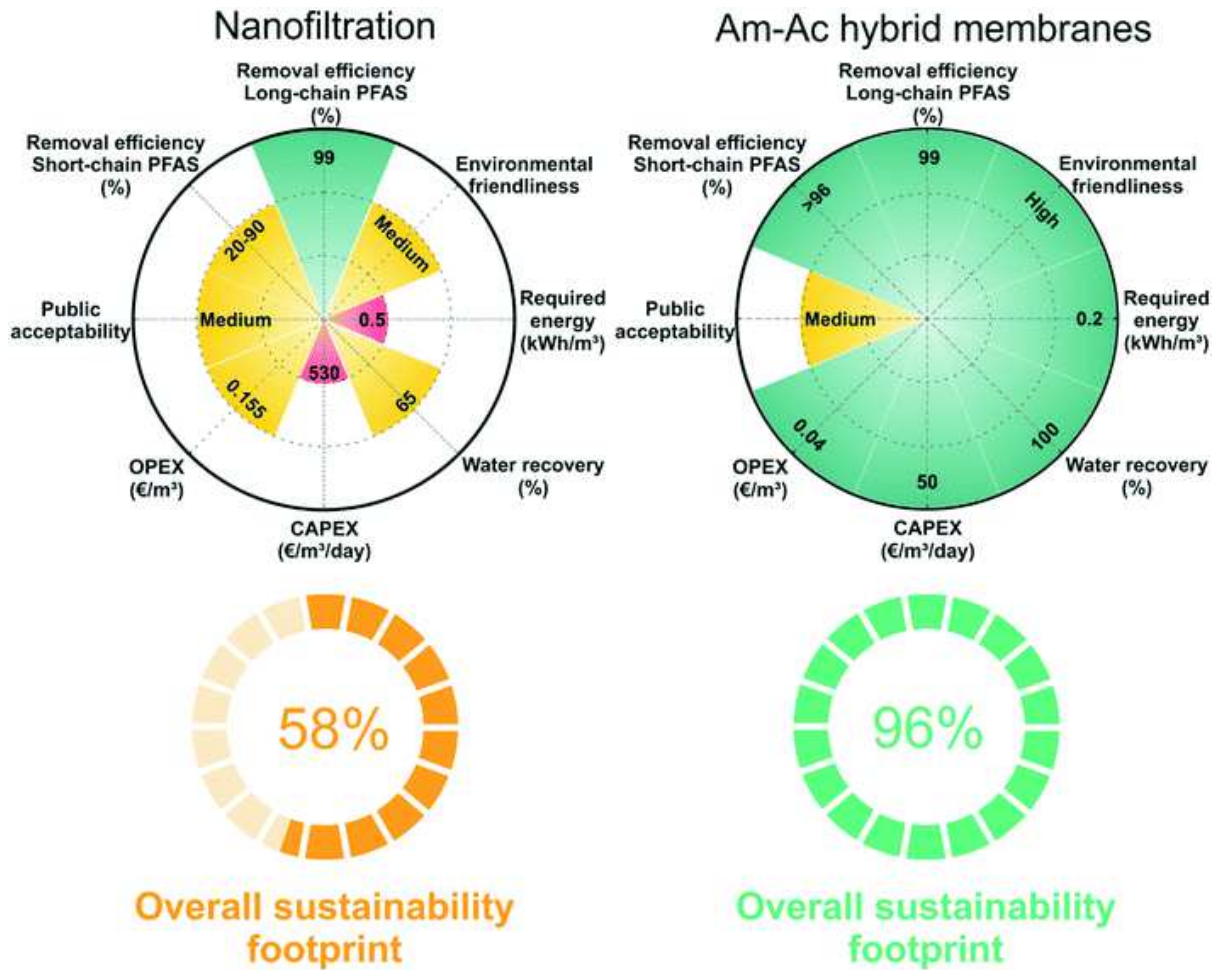 Nanofiltration
Removal efficiency
Long-chain PFAS
(%)
Removal efficiency
Short-chain PFAS
(%)
99
Environmental
friendliness
20-90
Medium
Public
acceptability
Medium
0.5
Required
energy
(kWh/m³)
0.155
530
65
OPEX
(€/m³)
Water recovery
(%)
CAPEX
(€/m³/day)
58%
Overall sustainability
footprint
Am-Ac hybrid membranes
Removal efficiency
Long-chain PFAS
(%)
Removal efficiency
Short-chain PFAS
(%)
99
Environmental
friendliness
>96
High
Public
acceptability
Medium
0.2
Required
energy
(kWh/m³)
0.04
50
100
OPEX
(€/m³)
Water recovery
(%)
CAPEX
(€/m³/day)
96%
Overall sustainability
footprint